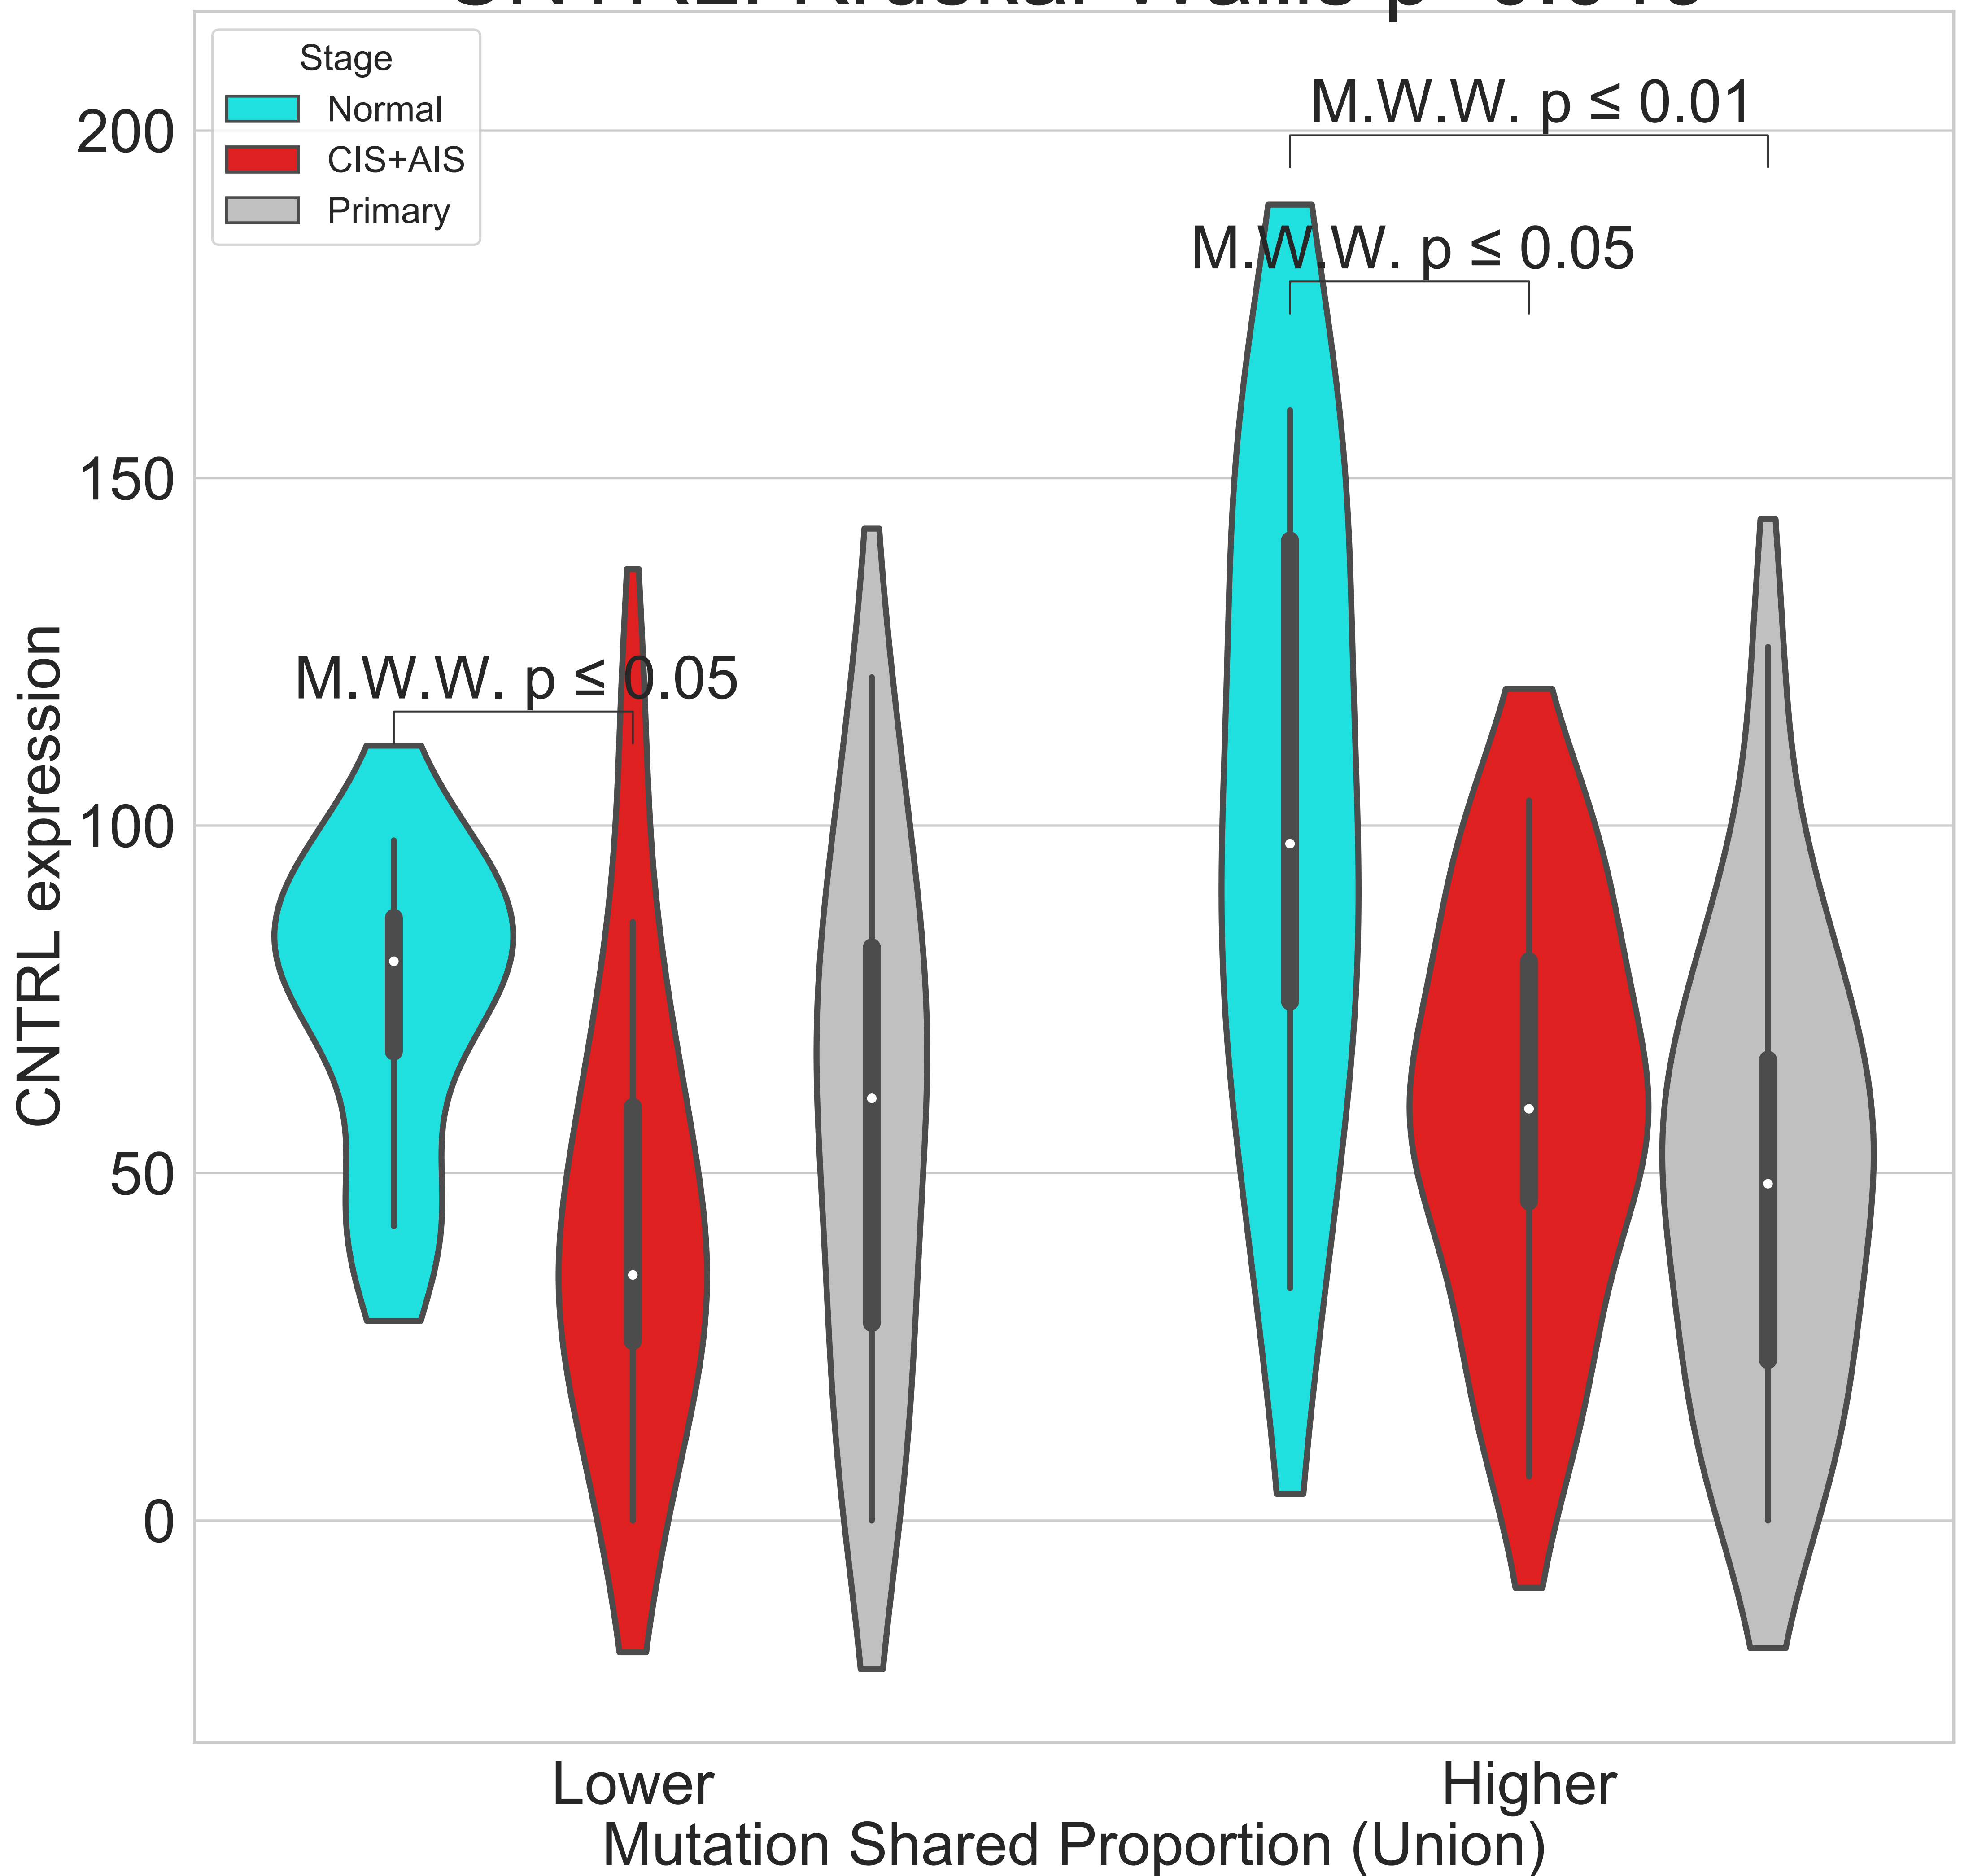 Stage
Normal
CIS+AIS
Primary
M.W.W. p ≤ 0.01
M.W.W. p ≤ 0.05
M.W.W. p ≤ 0.05
200
150
100
50
0
CNTRL expression
Lower
Higher
Mutation Shared Proportion (Union)